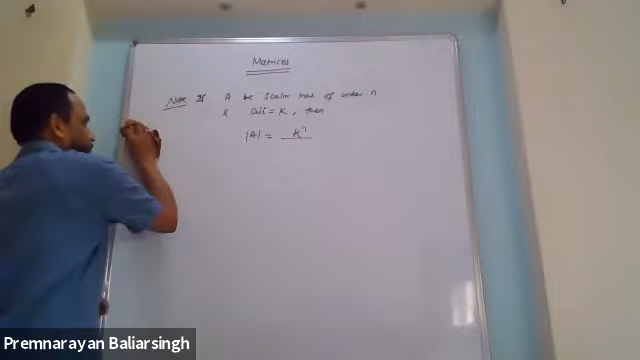 Matrices
Note If A be scalar mat. of order n
& aii = K, then
|A| = Kⁿ
Premnarayan Baliarsingh